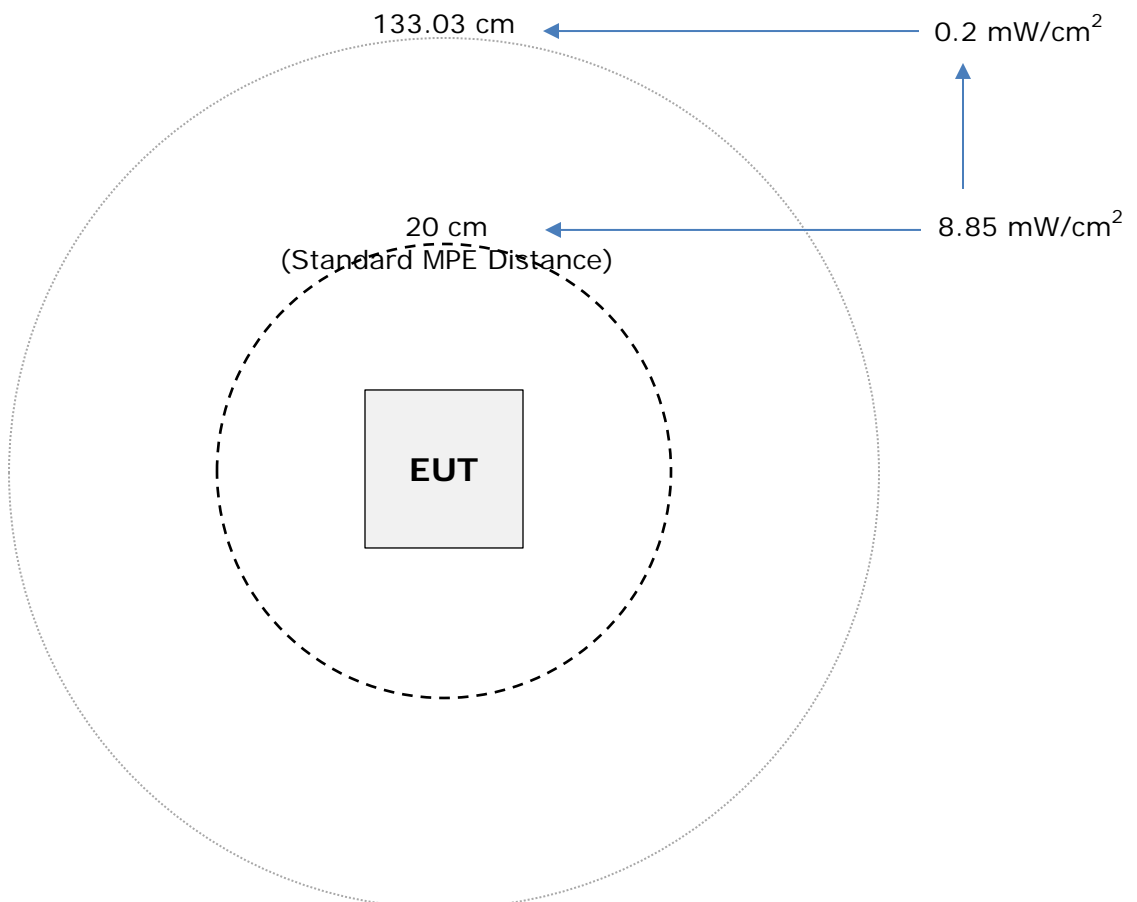 133.03 cm
0.2 mW/cm²
20 cm
8.85 mW/cm²
(Standard MPE Distance)
EUT